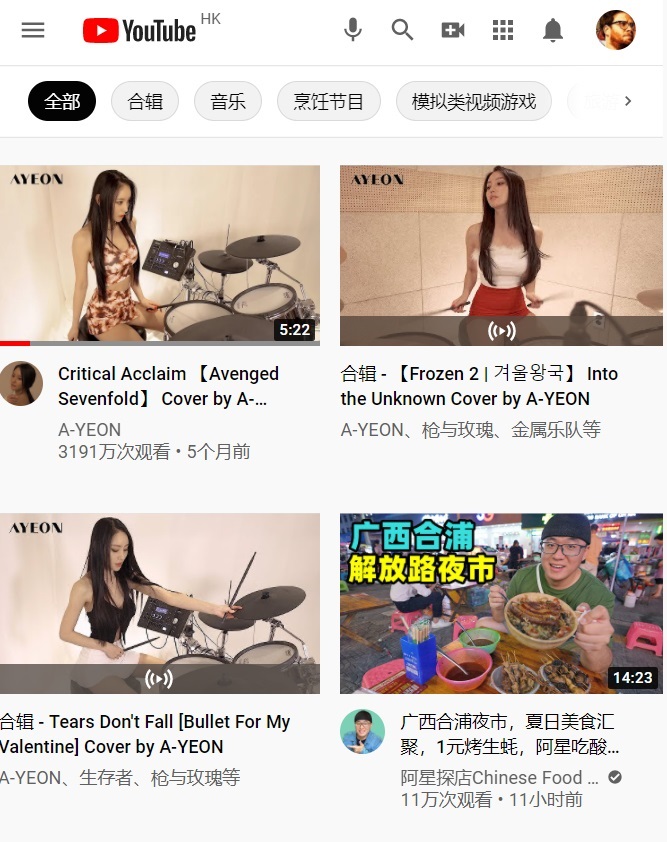 YouTube HK
全部 合辑 音乐 烹饪节目 模拟类视频游戏
AYEON
5:22
AYEON
Critical Acclaim 【Avenged
Sevenfold】 Cover by A-...
A-YEON
3191万次观看 • 5个月前
合辑 - 【Frozen 2 | 겨울왕국】 Into
the Unknown Cover by A-YEON
A-YEON、枪与玫瑰、金属乐队等
AYEON
广西合浦
解放路夜市
14:23
合辑 - Tears Don't Fall [Bullet For My
Valentine] Cover by A-YEON
A-YEON、生存者、枪与玫瑰等
广西合浦夜市，夏日美食汇
聚，1元烤生蚝，阿星吃酸...
阿星探店Chinese Food ...
11万次观看 • 11小时前